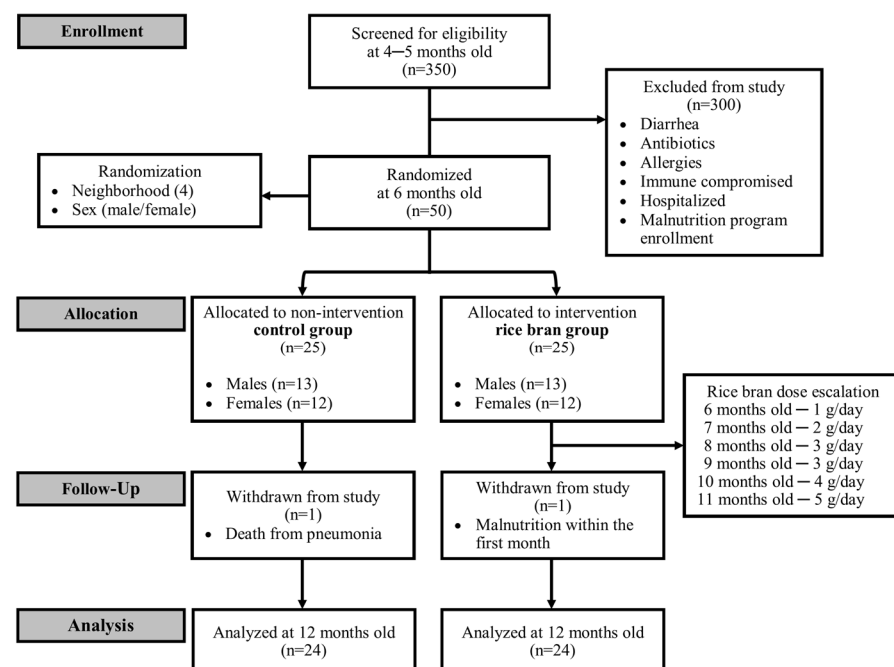 Enrollment
Screened for eligibility
at 4—5 months old
(n=350)
Excluded from study
(n=300)
• Diarrhea
• Antibiotics
• Allergies
• Immune compromised
• Hospitalized
• Malnutrition program
enrollment
Randomization
• Neighborhood (4)
• Sex (male/female)
Randomized
at 6 months old
(n=50)
Allocation
Allocated to non-intervention
control group
(n=25)
• Males (n=13)
• Females (n=12)
Allocated to intervention
rice bran group
(n=25)
• Males (n=13)
• Females (n=12)
Rice bran dose escalation
6 months old — 1 g/day
7 months old — 2 g/day
8 months old — 3 g/day
9 months old — 3 g/day
10 months old — 4 g/day
11 months old — 5 g/day
Follow-Up
Withdrawn from study
(n=1)
• Death from pneumonia
Withdrawn from study
(n=1)
• Malnutrition within the
first month
Analysis
Analyzed at 12 months old
(n=24)
Analyzed at 12 months old
(n=24)